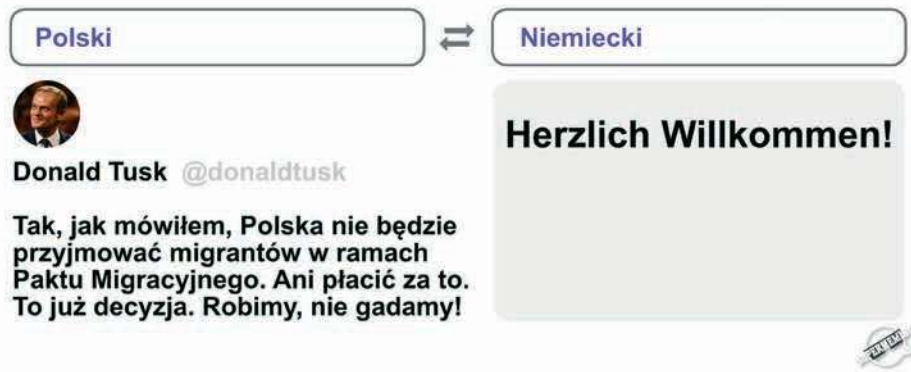 Polski
Niemiecki
Donald Tusk @donaldtusk
Tak, jak mówiłem, Polska nie będzie
przyjmować migrantów w ramach
Paktu Migracyjnego. Ani płacić za to.
To już decyzja. Robimy, nie gadamy!
Herzlich Willkommen!